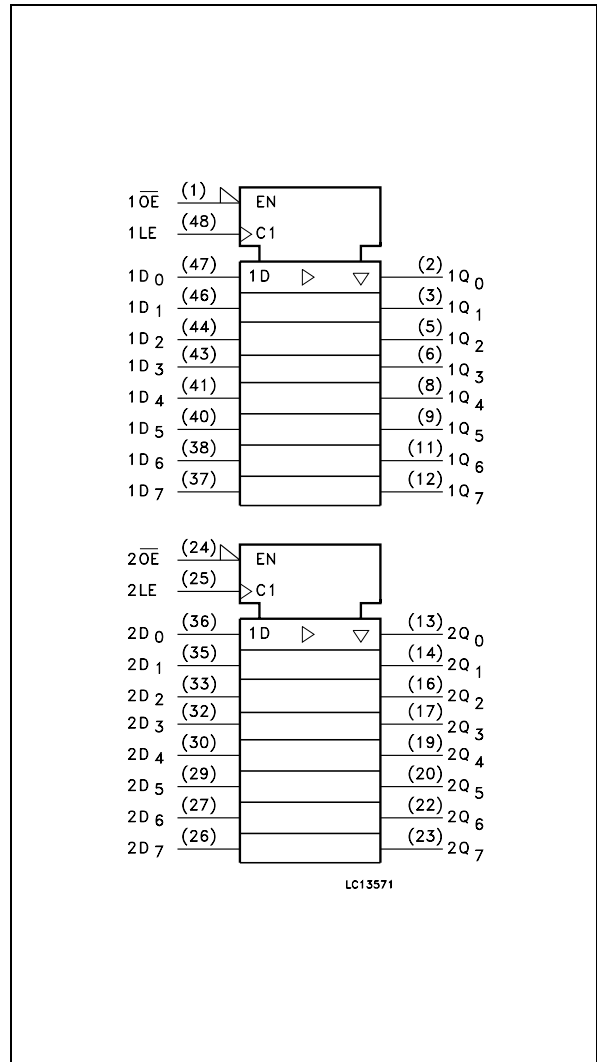 1O̅E̅ (1) EN
1LE (48) C1
1D0 (47) 1D (2) 1Q0
1D1 (46) (3) 1Q1
1D2 (44) (5) 1Q2
1D3 (43) (6) 1Q3
1D4 (41) (8) 1Q4
1D5 (40) (9) 1Q5
1D6 (38) (11) 1Q6
1D7 (37) (12) 1Q7
2O̅E̅ (24) EN
2LE (25) C1
2D0 (36) 1D (13) 2Q0
2D1 (35) (14) 2Q1
2D2 (33) (16) 2Q2
2D3 (32) (17) 2Q3
2D4 (30) (19) 2Q4
2D5 (29) (20) 2Q5
2D6 (27) (22) 2Q6
2D7 (26) (23) 2Q7
LC13571